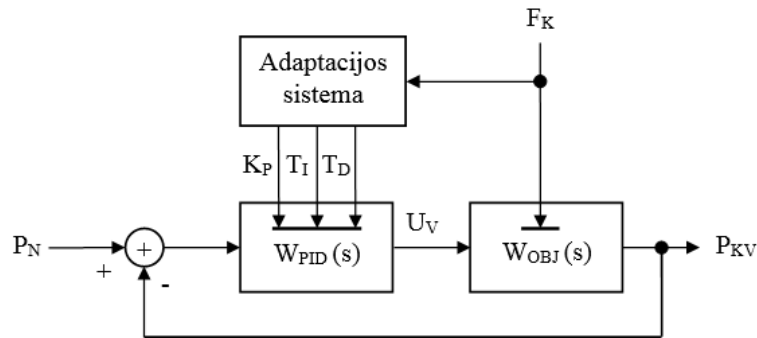 F_K
Adaptacijos
sistema
K_P T_I T_D
U_V
P_N + + W_PID (s) W_OBJ (s) P_KV
-